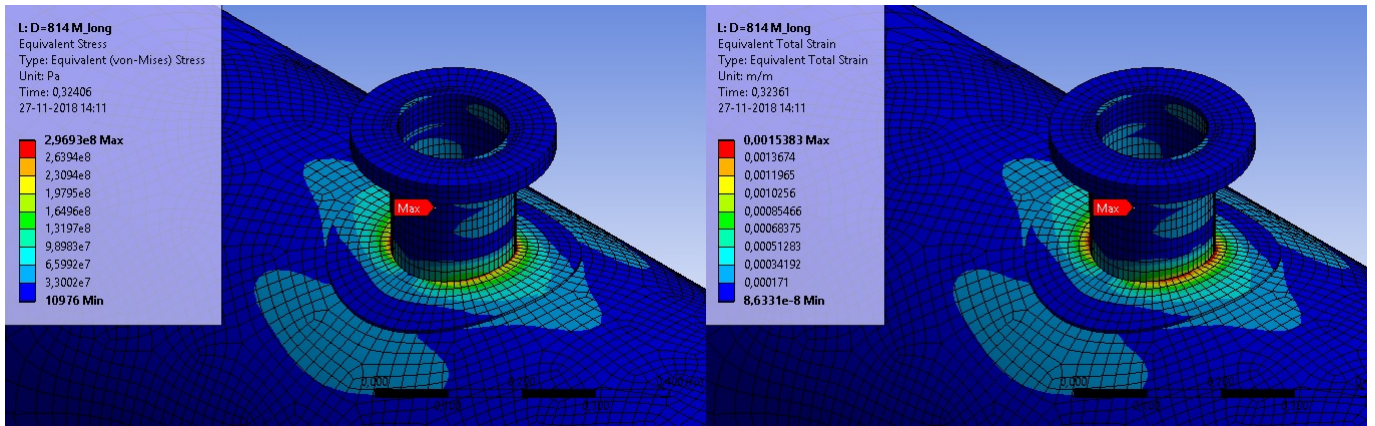 L: D=814 M_long
Equivalent Stress
Type: Equivalent (von-Mises) Stress
Unit: Pa
Time: 0,32406
27-11-2018 14:11
2,9693e8 Max
2,6394e8
2,3094e8
1,9795e8
1,6496e8
1,3197e8
9,8983e7
6,5992e7
3,3002e7
10976 Min
Max
0,000
L: D=814 M_long
Equivalent Total Strain
Type: Equivalent Total Strain
Unit: m/m
Time: 0,32361
27-11-2018 14:11
0,0015383 Max
0,0013674
0,0011965
0,0010256
0,00085466
0,00068375
0,00051283
0,00034192
0,000171
8,6331e-8 Min
Max
0,000